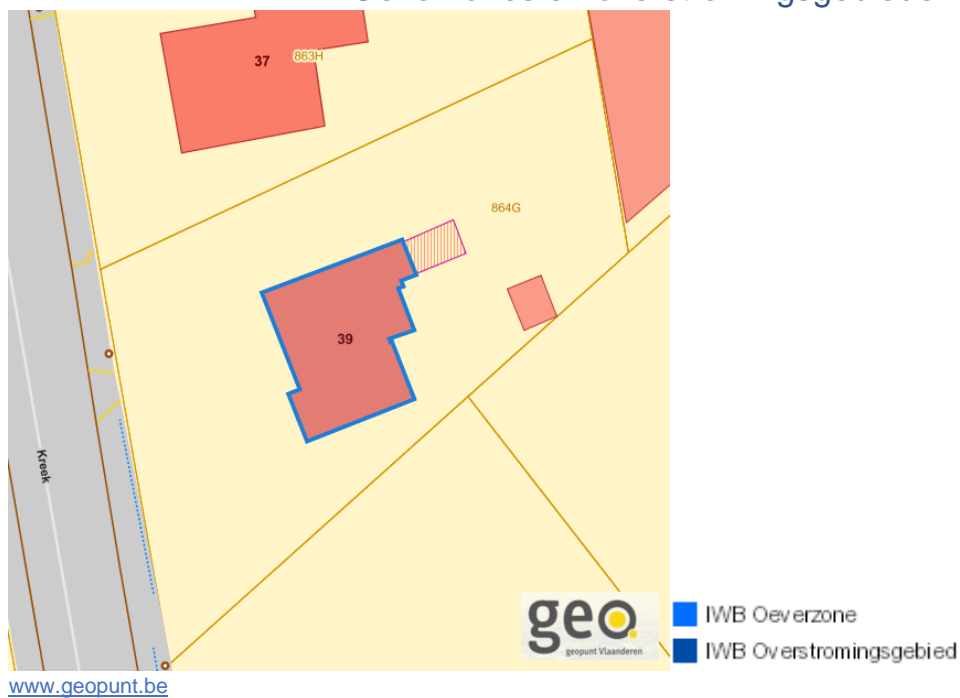 37
863H
864G
39
Kreek
geo.
geopunt Vlaanderen
IWB Oeverzone
IWB Overstromingsgebied
www.geopunt.be